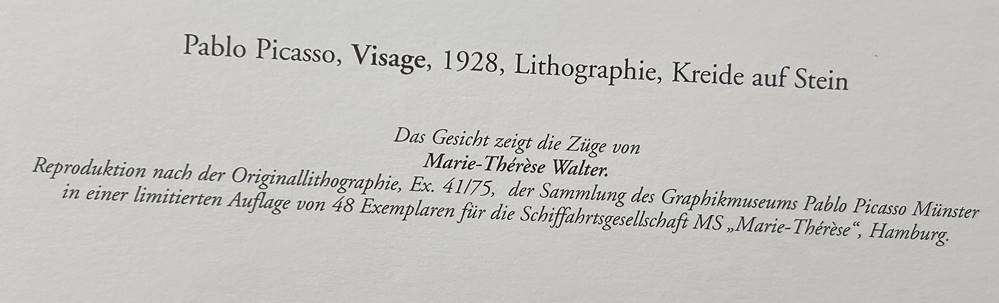 Pablo Picasso, Visage, 1928, Lithographie, Kreide auf Stein
Das Gesicht zeigt die Züge von
Marie-Thérèse Walter.
Reproduktion nach der Originallithographie, Ex. 41/75, der Sammlung des Graphikmuseums Pablo Picasso Münster
in einer limitierten Auflage von 48 Exemplaren für die Schiffahrtsgesellschaft MS „Marie-Thérèse“, Hamburg.